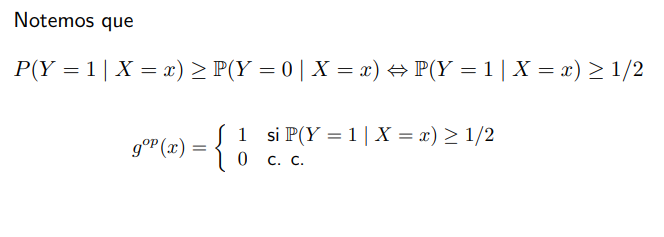 Notemos que
P(Y = 1 | X = x) ≥ ℙ(Y = 0 | X = x) ⇔ ℙ(Y = 1 | X = x) ≥ 1/2
g^{op}(x) = { 1 si ℙ(Y = 1 | X = x) ≥ 1/2
0 c. c.